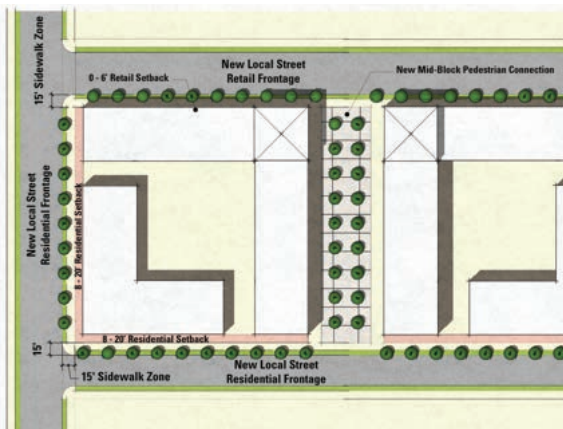 15' Sidewalk Zone
New Local Street
Retail Frontage
0 - 6' Retail Setback
New Mid-Block Pedestrian Connection
New Local Street
Residential Frontage
8 - 20' Residential Setback
8 - 20' Residential Setback
15'
15' Sidewalk Zone
New Local Street
Residential Frontage